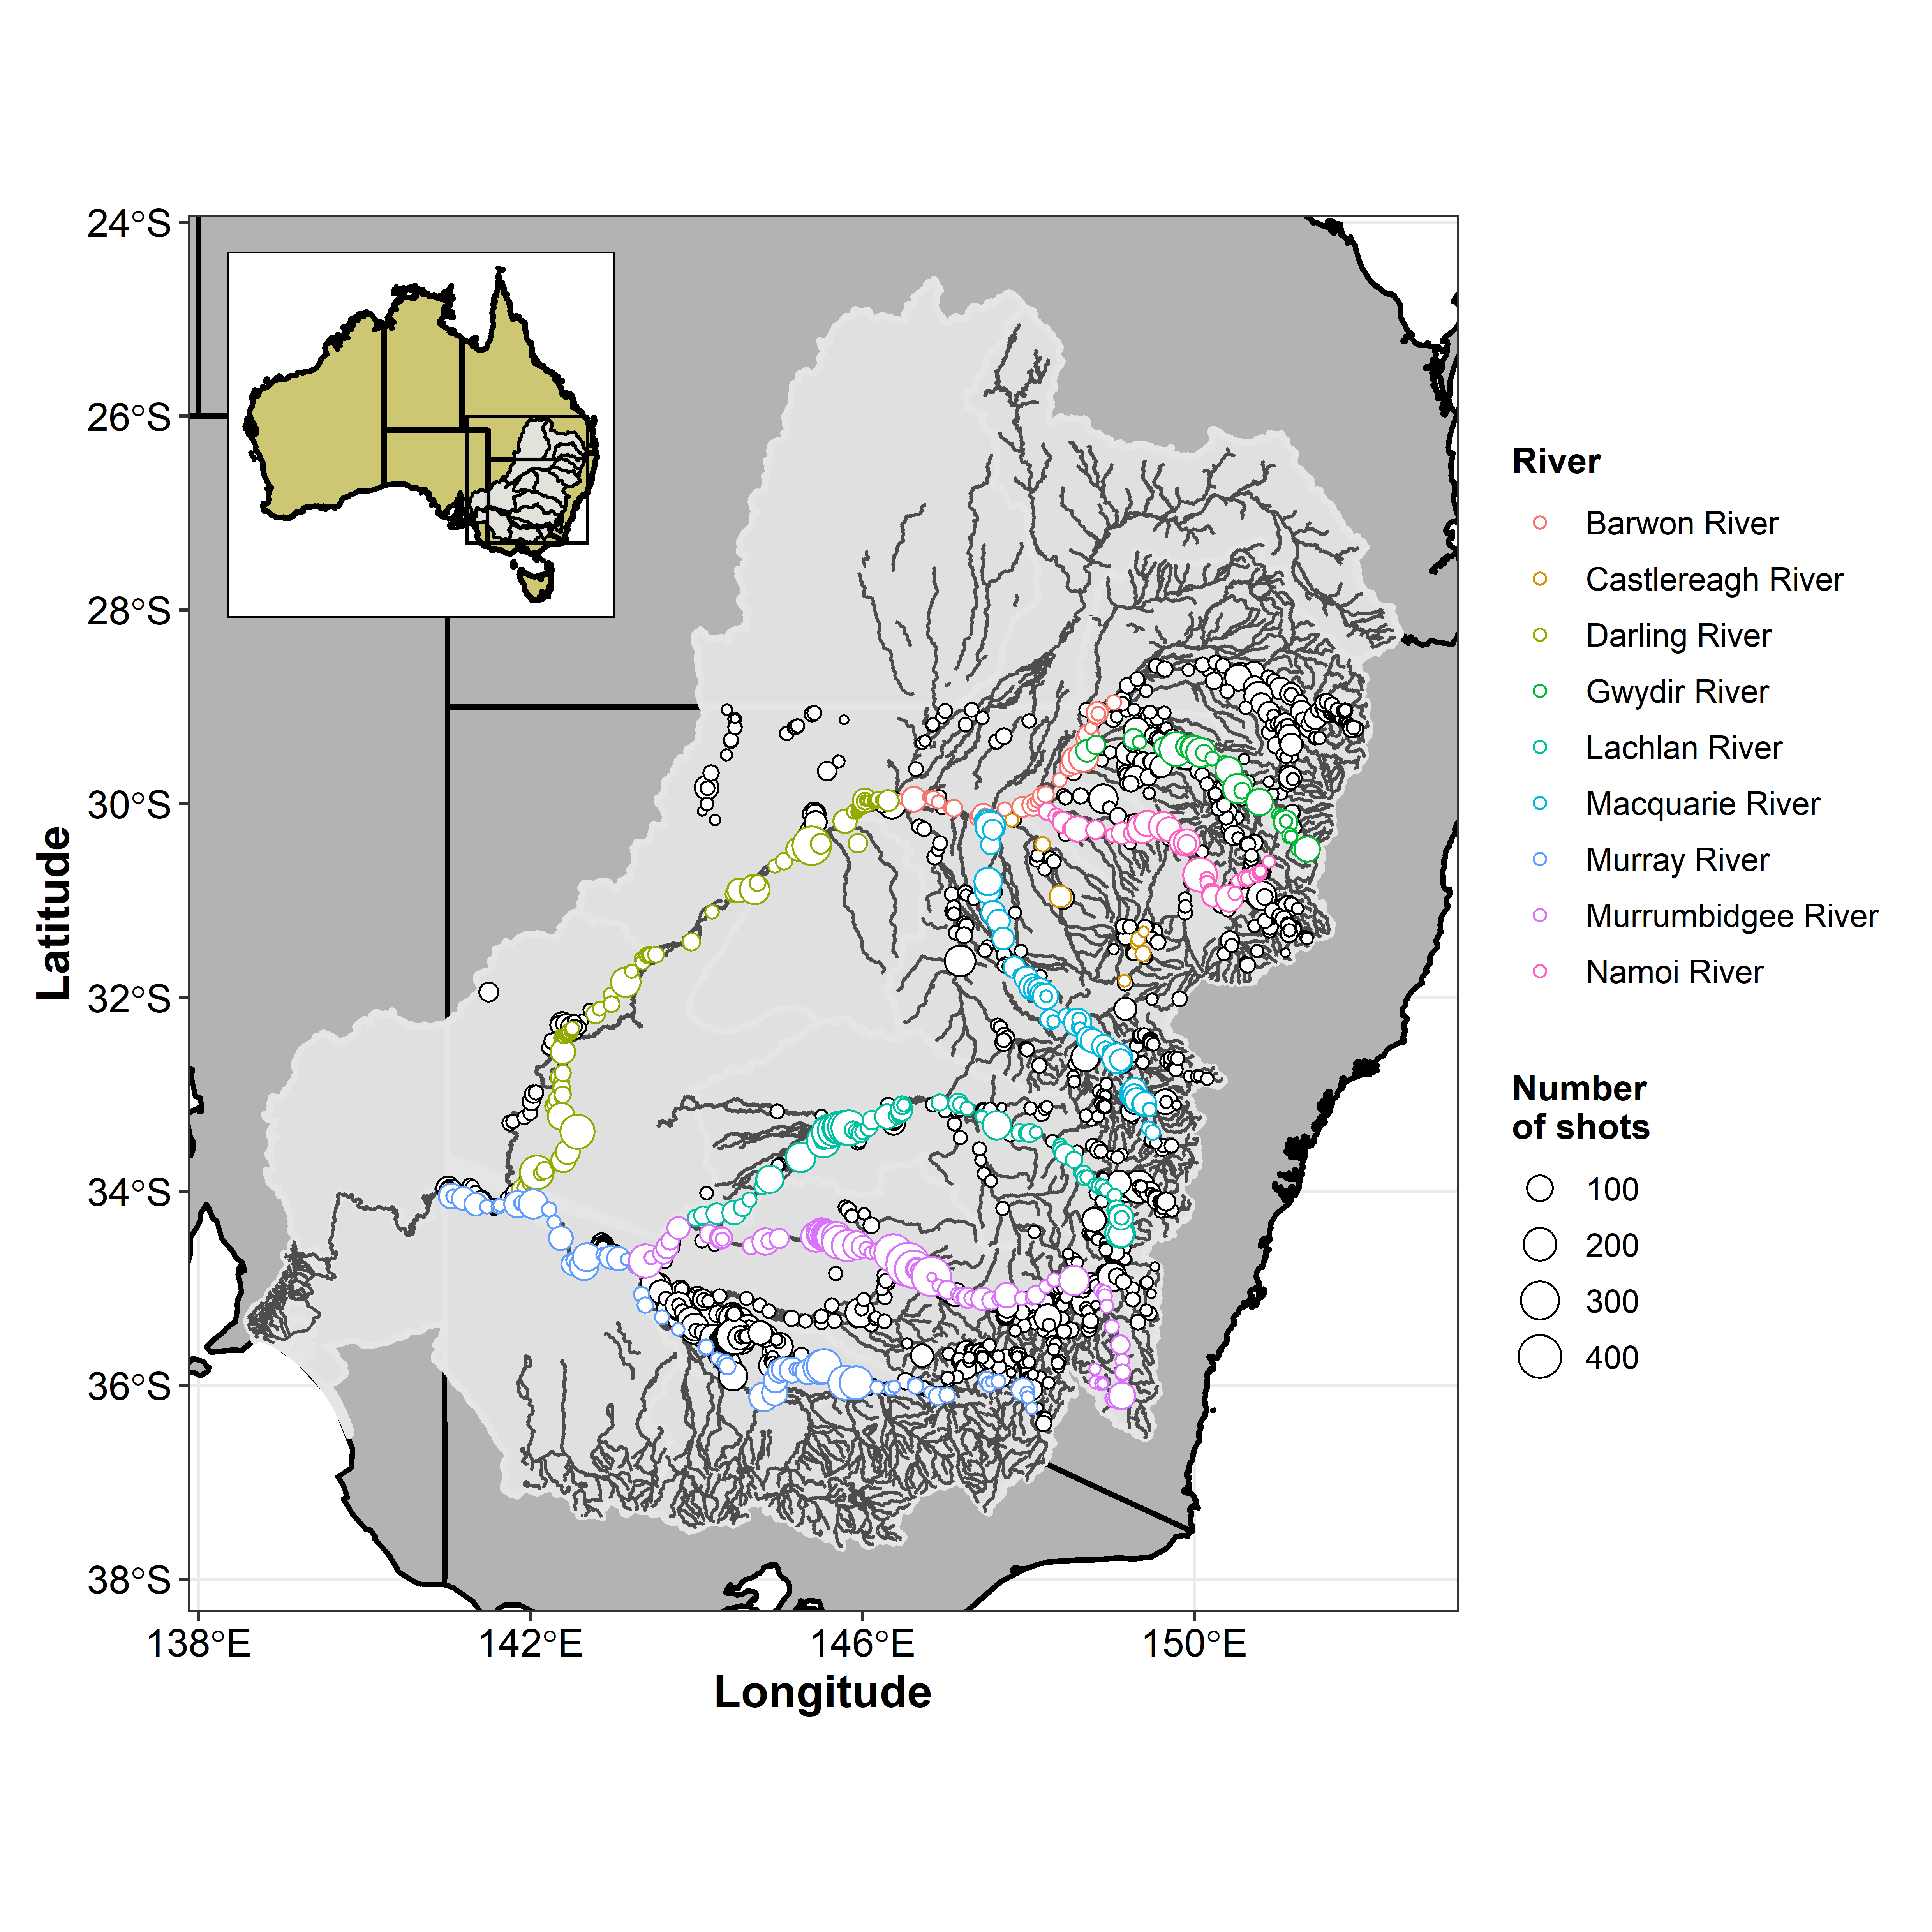 24°S
26°S
28°S
30°S
32°S
34°S
36°S
38°S
Latitude
138°E
142°E
146°E
150°E
Longitude
River
Barwon River
Castlereagh River
Darling River
Gwydir River
Lachlan River
Macquarie River
Murray River
Murrumbidgee River
Namoi River
Number
of shots
100
200
300
400